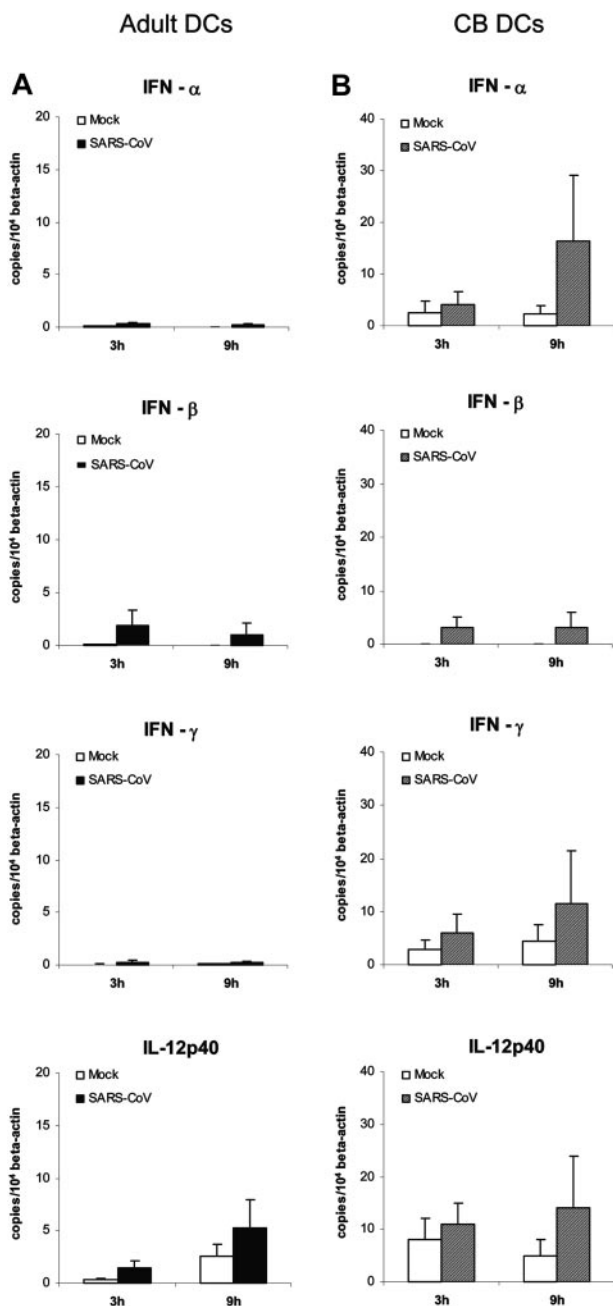 Adult DCs
CB DCs
A
IFN - α
20
15
10
5
0
copies/10⁴ beta-actin
Mock
SARS-CoV
3h
9h
B
IFN - α
40
30
20
10
0
copies/10⁴ beta-actin
Mock
SARS-CoV
3h
9h
IFN - β
20
15
10
5
0
copies/10⁴ beta-actin
Mock
SARS-CoV
3h
9h
IFN - β
40
30
20
10
0
copies/10⁴ beta-actin
Mock
SARS-CoV
3h
9h
IFN - γ
20
15
10
5
0
copies/10⁴ beta-actin
Mock
SARS-CoV
3h
9h
IFN - γ
40
30
20
10
0
copies/10⁴ beta-actin
Mock
SARS-CoV
3h
9h
IL-12p40
20
15
10
5
0
copies/10⁴ beta-actin
Mock
SARS-CoV
3h
9h
IL-12p40
40
30
20
10
0
copies/10⁴ beta-actin
Mock
SARS-CoV
3h
9h